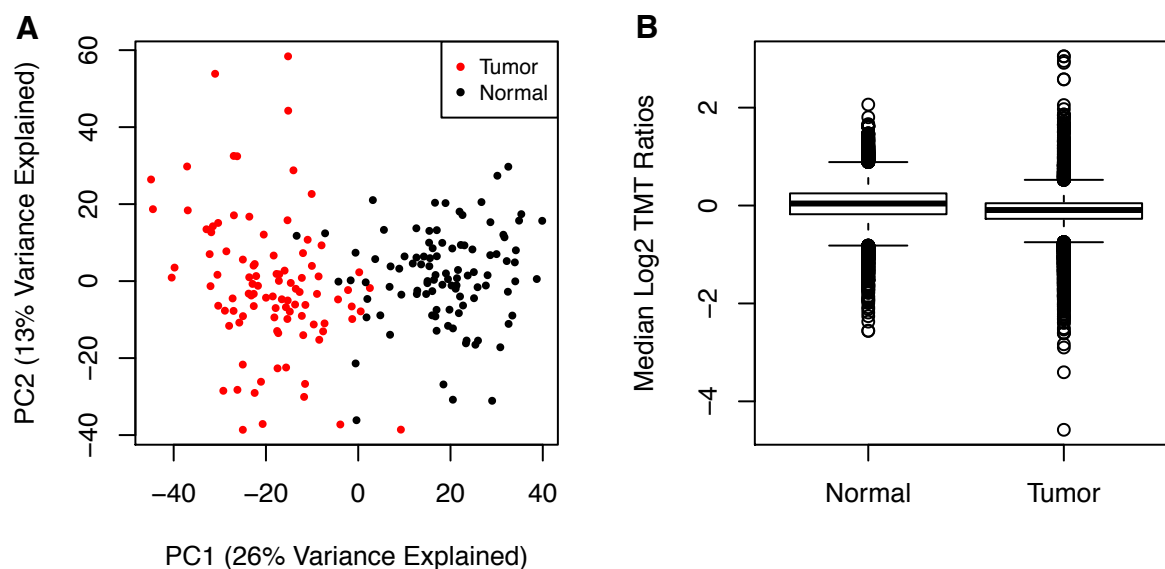 A
PC2 (13% Variance Explained)
60
40
20
0
−20
−40
Tumor
Normal
−40
−20
0
20
40
PC1 (26% Variance Explained)
B
Median Log2 TMT Ratios
2
0
−2
−4
Normal
Tumor